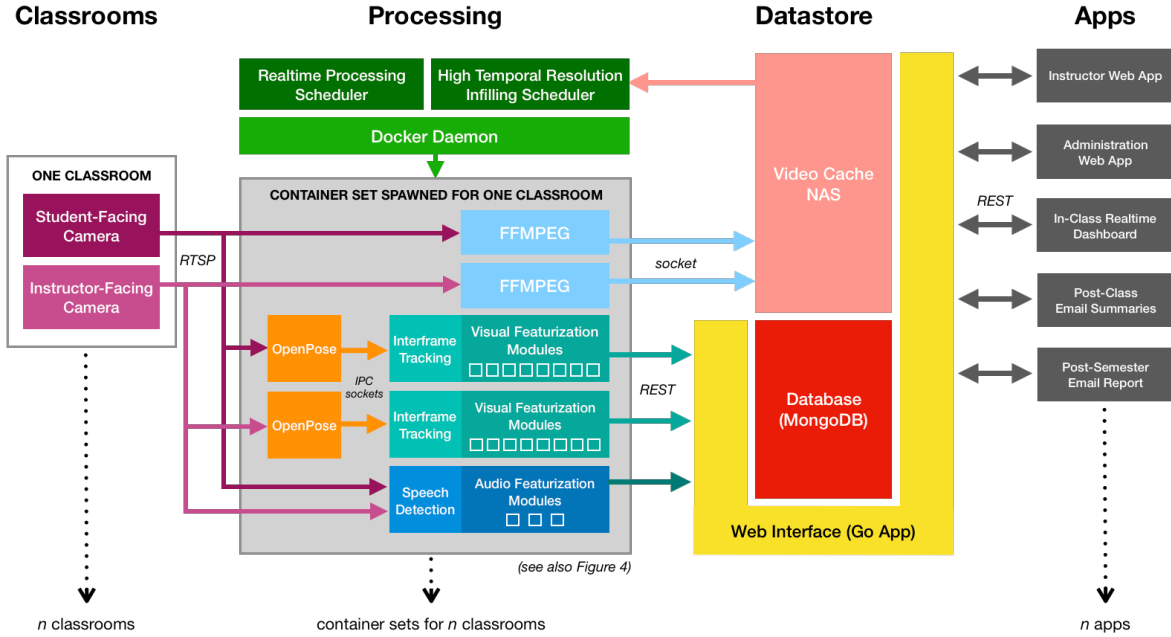 Classrooms
Processing
Datastore
Apps
Realtime Processing
Scheduler
High Temporal Resolution
Infilling Scheduler
Docker Daemon
ONE CLASSROOM
Student-Facing
Camera
Instructor-Facing
Camera
RTSP
CONTAINER SET SPAWNED FOR ONE CLASSROOM
FFMPEG
FFMPEG
socket
OpenPose
IPC
sockets
Interframe
Tracking
Visual Featurization
Modules
OpenPose
Interframe
Tracking
Visual Featurization
Modules
Speech
Detection
Audio Featurization
Modules
REST
(see also Figure 4)
Video Cache
NAS
Database
(MongoDB)
Web Interface (Go App)
REST
Instructor Web App
Administration
Web App
In-Class Realtime
Dashboard
Post-Class
Email Summaries
Post-Semester
Email Report
n classrooms
container sets for n classrooms
n apps